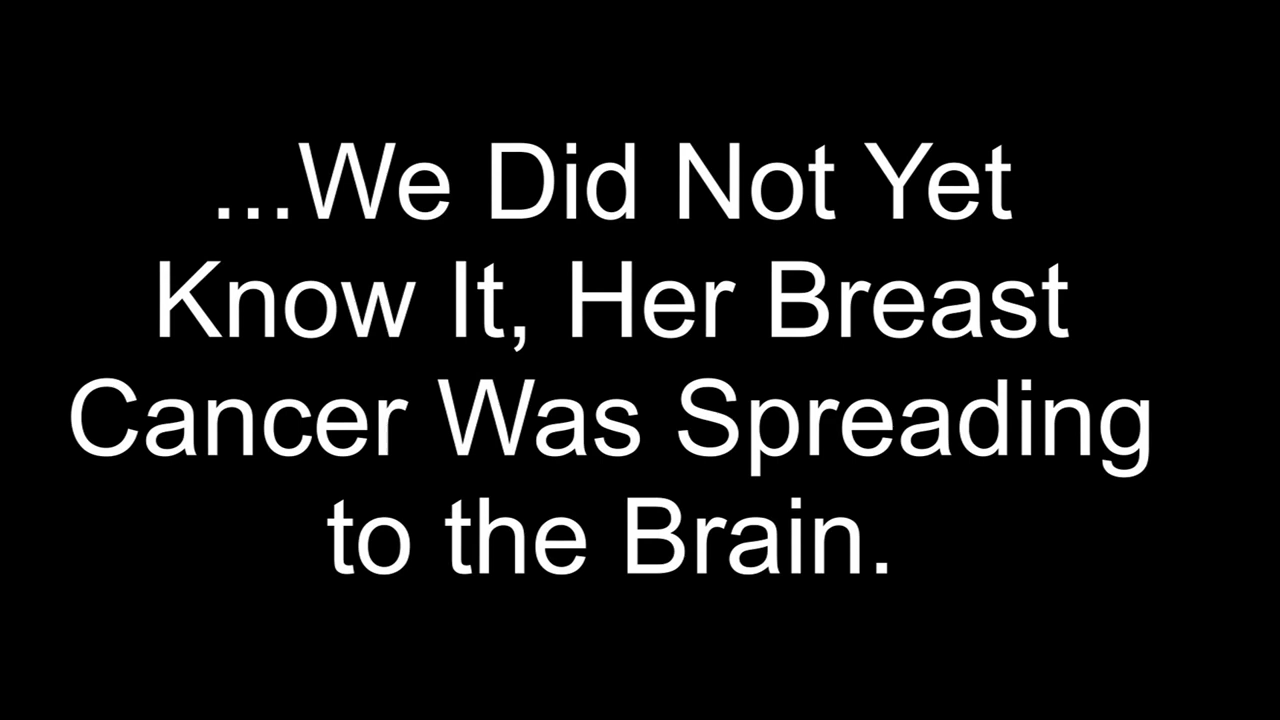 ...We Did Not Yet
Know It, Her Breast
Cancer Was Spreading
to the Brain.